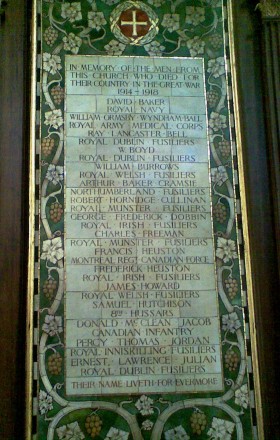 IN MEMORY OF THE MEN FROM
THIS CHURCH WHO DIED FOR
THEIR COUNTRY IN THE GREAT WAR
1914 – 1918
DAVID BAKER
ROYAL NAVY
WILLIAM ORMSBY WYNDHAM BALL
ROYAL ARMY MEDICAL CORPS
RAY LANCASTER BELL
ROYAL DUBLIN FUSILIERS
W. BOYD
ROYAL DUBLIN FUSILIERS
WILLIAM BURROWS
ROYAL WELSH FUSILIERS
ARTHUR BAKER CRAMSIE
NORTHUMBERLAND FUSILIERS
ROBERT HORNIDGE CULLINAN
ROYAL MUNSTER FUSILIERS
GEORGE FREDERICK DOBBIN
ROYAL IRISH FUSILIERS
CHARLES FREEMAN
ROYAL MUNSTER FUSILIERS
FRANCIS HEUSTON
MONTREAL REGT CANADIAN FORCE
FREDERICK HEUSTON
ROYAL IRISH FUSILIERS
JAMES HOWARD
ROYAL WELSH FUSILIERS
SAMUEL HUTCHISON
8TH HUSSARS
DONALD Mc CLEAN JACOB
CANADIAN INFANTRY
PERCY THOMAS JORDAN
ROYAL INNISKILLING FUSILIERS
ERNEST LAWRENCE JULIAN
ROYAL DUBLIN FUSILIERS
THEIR NAME LIVETH FOR EVERMORE